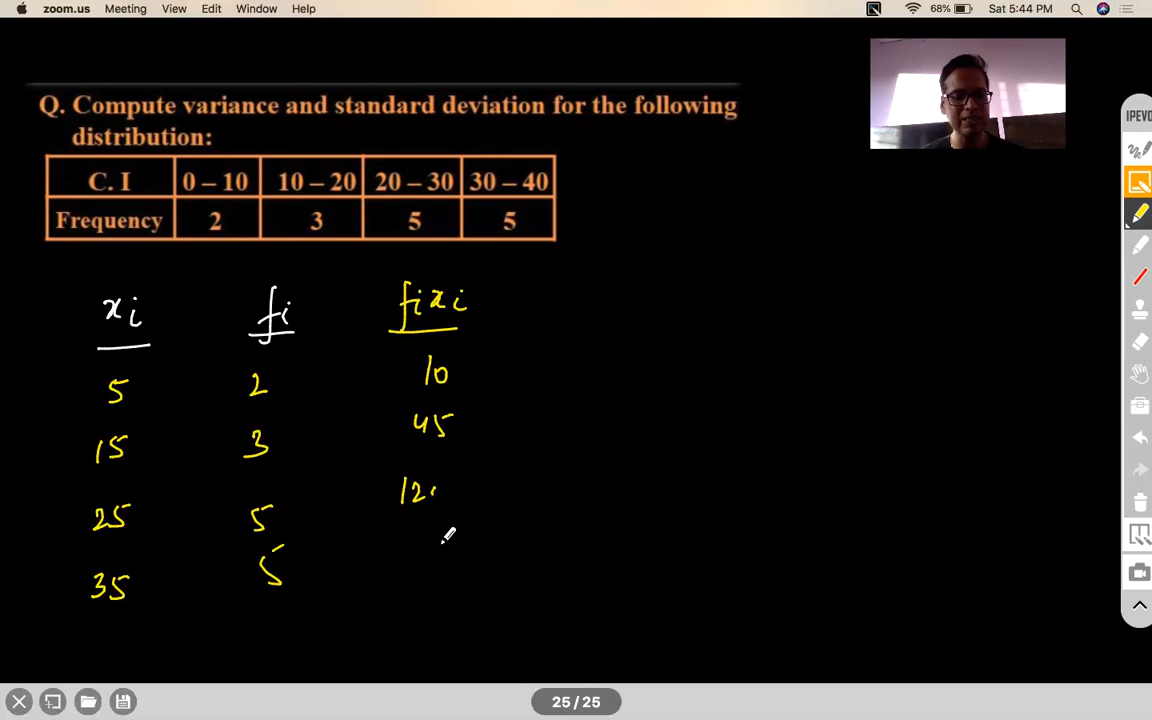 zoom.us Meeting View Edit Window Help 68% Sat 5:44 PM
Q. Compute variance and standard deviation for the following
distribution:
C. I 0 – 10 10 – 20 20 – 30 30 – 40
Frequency 2 3 5 5
IPEVO
xi fi fixi
5 2 10
15 3 45
25 5 12
35 5
25 / 25